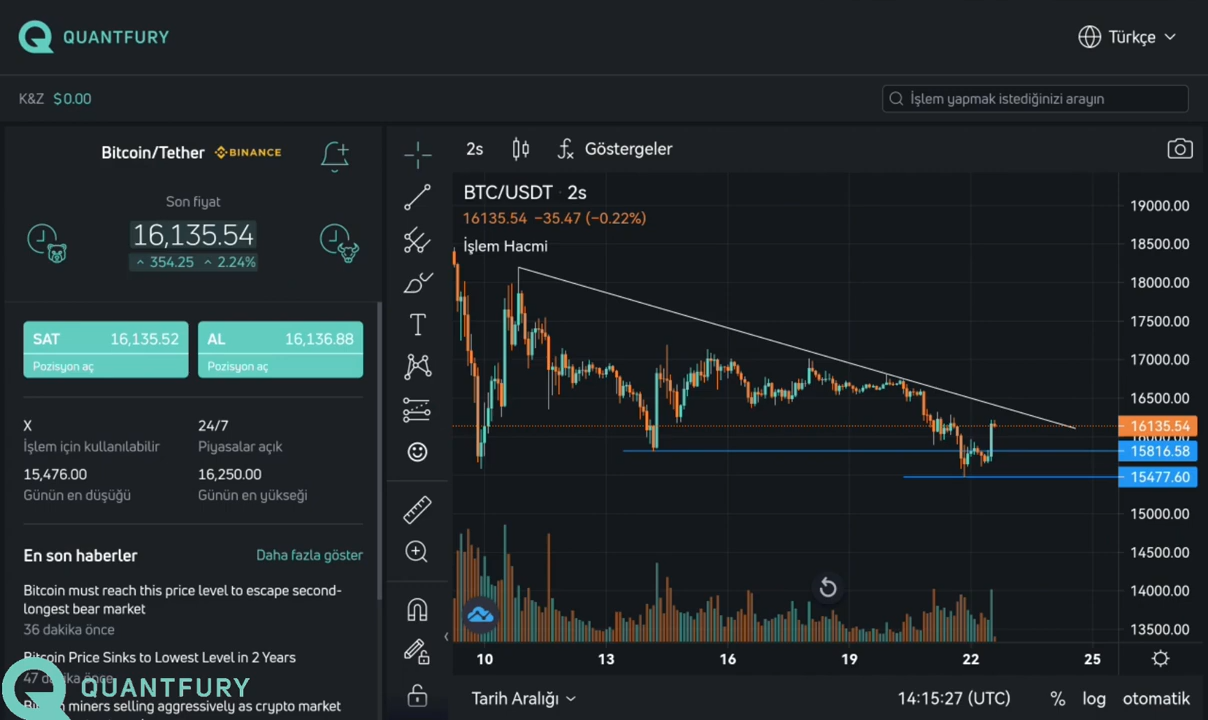 QUANTFURY
Türkçe
K&Z $0.00
İşlem yapmak istediğinizi arayın
Bitcoin/Tether BINANCE
Son fiyat
16,135.54
354.25 2.24%
SAT 16,135.52
Pozisyon aç
AL 16,136.88
Pozisyon aç
X
İşlem için kullanılabilir
24/7
Piyasalar açık
15,476.00
Günün en düşüğü
16,250.00
Günün en yükseği
En son haberler Daha fazla göster
Bitcoin must reach this price level to escape second-
longest bear market
36 dakika önce
Bitcoin Price Sinks to Lowest Level in 2 Years
47 dakika önce
Bitcoin miners selling aggressively as crypto market
QUANTFURY
2s Göstergeler
BTC/USDT · 2s
16135.54 −35.47 (−0.22%)
İşlem Hacmi
19000.00
18500.00
18000.00
17500.00
17000.00
16500.00
16135.54
16000.00
15816.58
15477.60
15000.00
14500.00
14000.00
13500.00
10 13 16 19 22 25
Tarih Aralığı 14:15:27 (UTC) % log otomatik